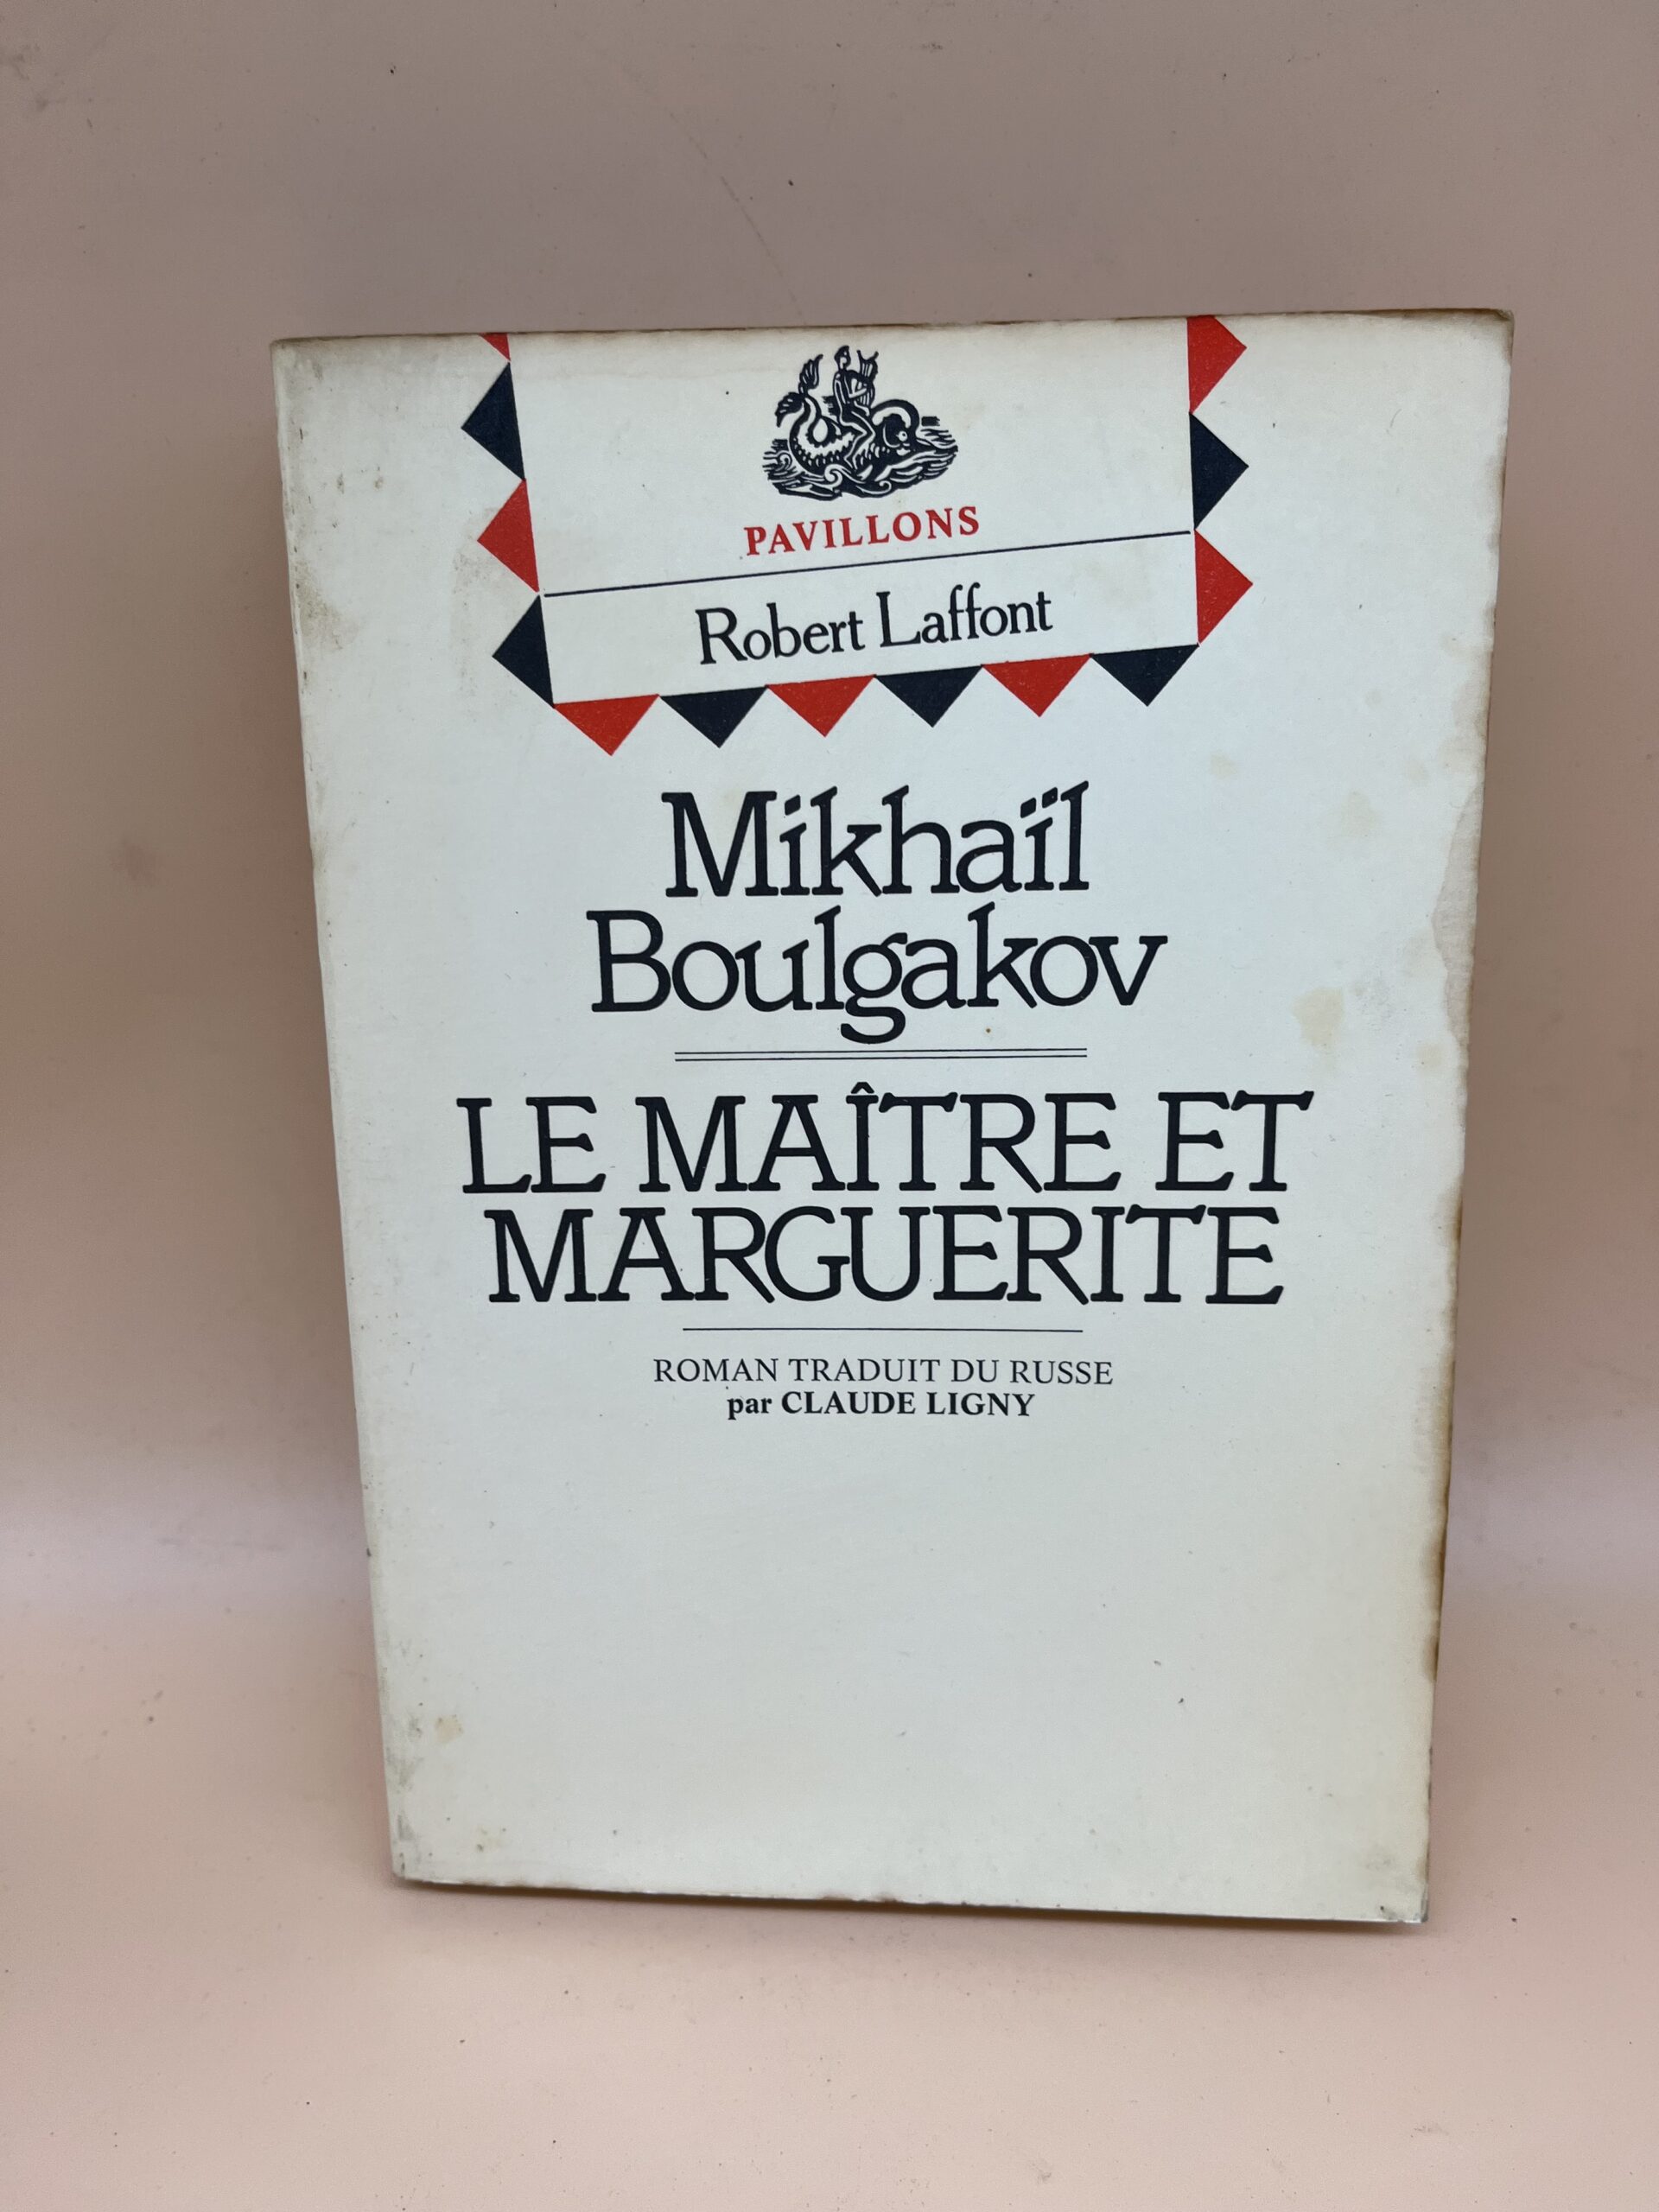 PAVILLONS
Robert Laffont
Mikhaïl
Boulgakov
LE MAÎTRE ET
MARGUERITE
ROMAN TRADUIT DU RUSSE
par CLAUDE LIGNY